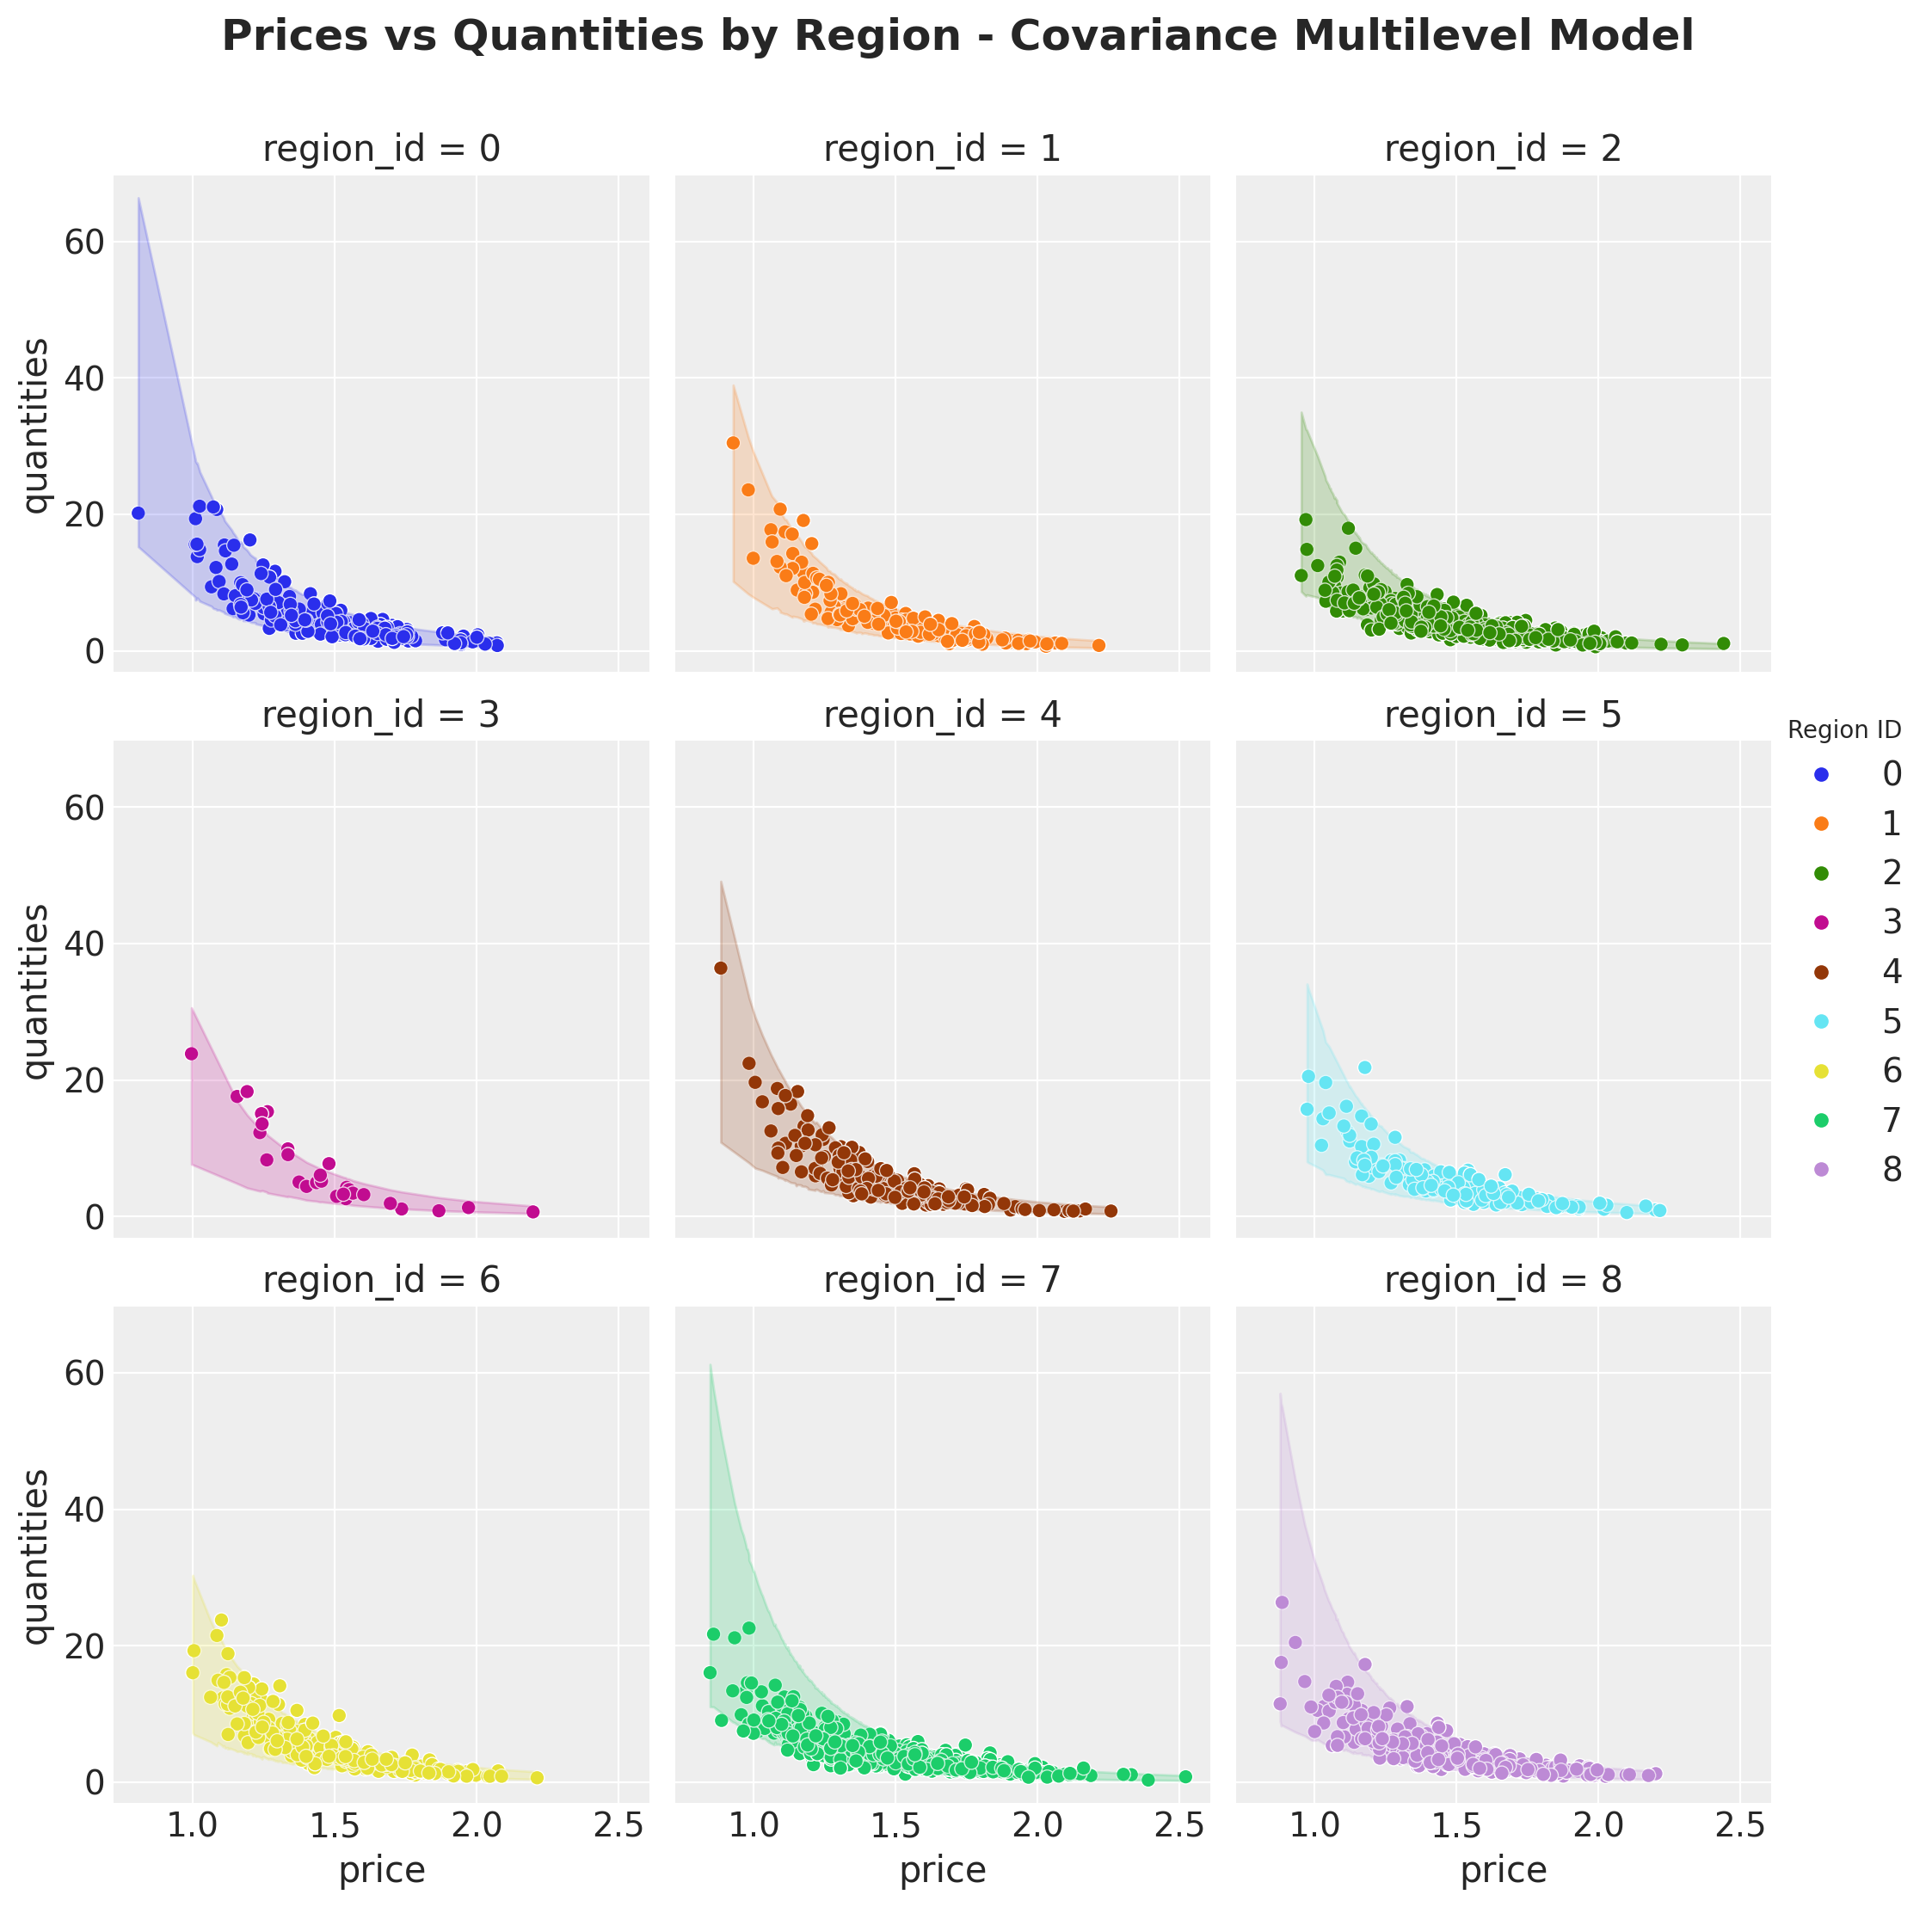 Prices vs Quantities by Region - Covariance Multilevel Model
region_id = 0
region_id = 1
region_id = 2
quantities
60
40
20
0
region_id = 3
region_id = 4
region_id = 5
quantities
60
40
20
0
Region ID
0
1
2
3
4
5
6
7
8
region_id = 6
region_id = 7
region_id = 8
quantities
60
40
20
0
1.0 1.5 2.0 2.5
1.0 1.5 2.0 2.5
1.0 1.5 2.0 2.5
price
price
price